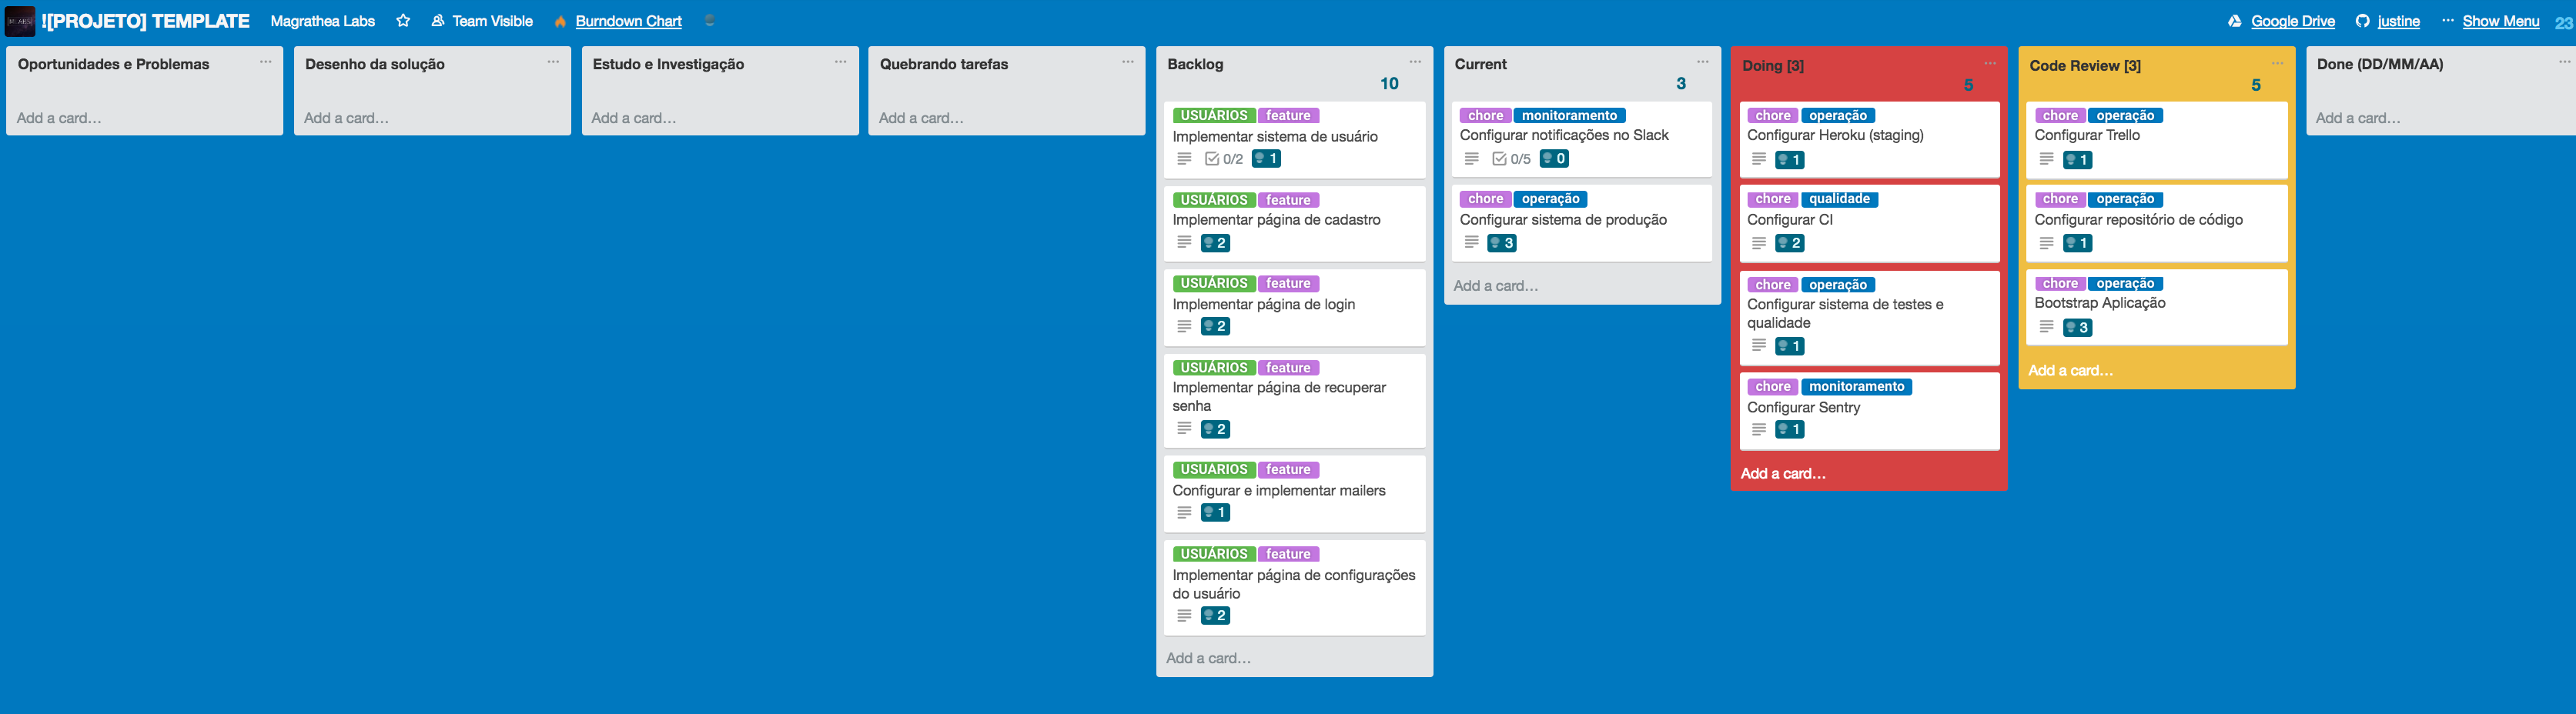 ![PROJETO] TEMPLATE Magrathea Labs Team Visible Burndown Chart Google Drive justine ... Show Menu 23
Oportunidades e Problemas
Add a card…
Desenho da solução
Add a card…
Estudo e Investigação
Add a card…
Quebrando tarefas
Add a card…
Backlog
10
USUÁRIOS feature
Implementar sistema de usuário
0/2 1
USUÁRIOS feature
Implementar página de cadastro
2
USUÁRIOS feature
Implementar página de login
2
USUÁRIOS feature
Implementar página de recuperar
senha
2
USUÁRIOS feature
Configurar e implementar mailers
1
USUÁRIOS feature
Implementar página de configurações
do usuário
2
Add a card…
Current
3
chore monitoramento
Configurar notificações no Slack
0/5 0
chore operação
Configurar sistema de produção
3
Add a card…
Doing [3]
5
chore operação
Configurar Heroku (staging)
1
chore qualidade
Configurar CI
2
chore operação
Configurar sistema de testes e
qualidade
1
chore monitoramento
Configurar Sentry
1
Add a card…
Code Review [3]
5
chore operação
Configurar Trello
1
chore operação
Configurar repositório de código
1
chore operação
Bootstrap Aplicação
3
Add a card…
Done (DD/MM/AA)
Add a card…